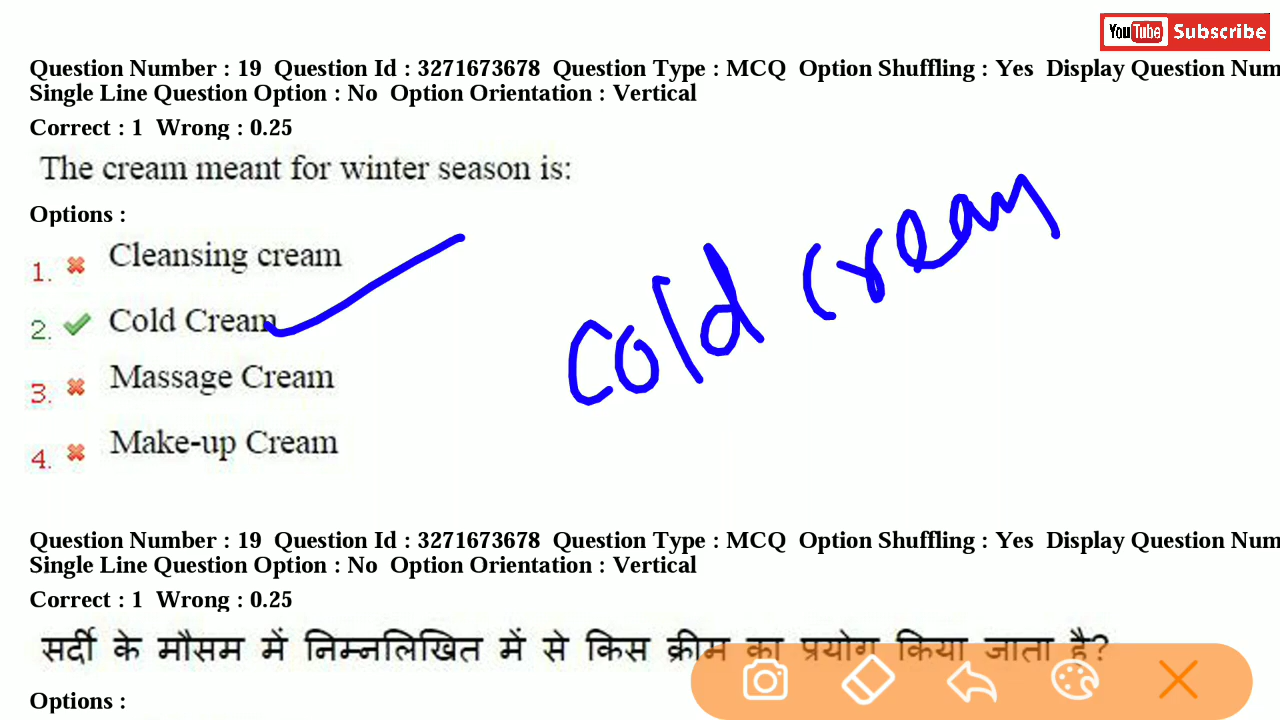 YouTube Subscribe
Question Number : 19 Question Id : 3271673678 Question Type : MCQ Option Shuffling : Yes Display Question Num
Single Line Question Option : No Option Orientation : Vertical
Correct : 1 Wrong : 0.25
The cream meant for winter season is:
Options :
1. Cleansing cream
2. Cold Cream
3. Massage Cream
4. Make-up Cream
Cold cream
Question Number : 19 Question Id : 3271673678 Question Type : MCQ Option Shuffling : Yes Display Question Num
Single Line Question Option : No Option Orientation : Vertical
Correct : 1 Wrong : 0.25
सर्दी के मौसम में निम्नलिखित में से किस क्रीम का प्रयोग किया जाता है?
Options :